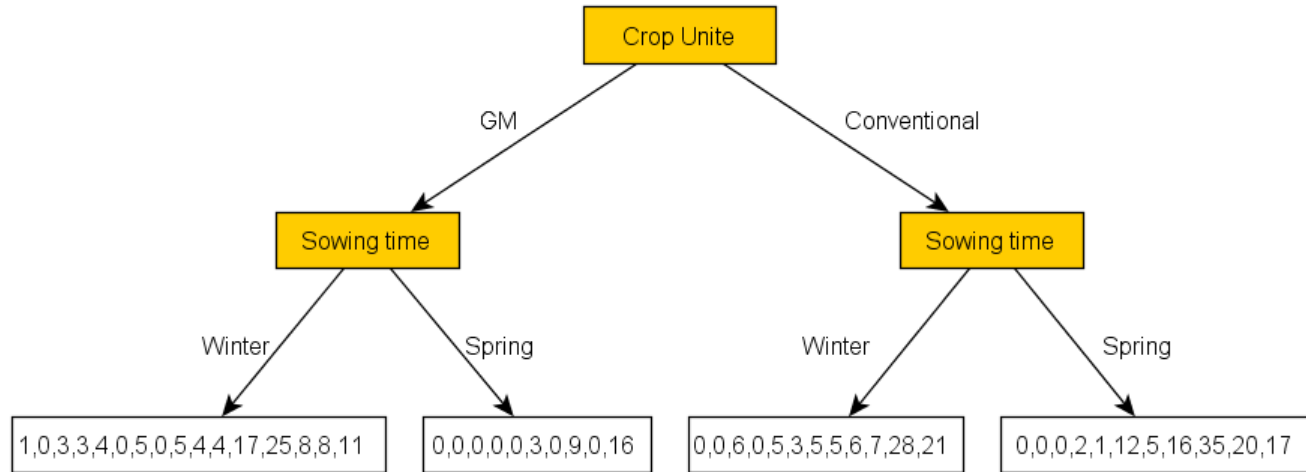 Crop Unite
GM
Conventional
Sowing time
Sowing time
Winter
Spring
Winter
Spring
1,0,3,3,4,0,5,0,5,4,4,17,25,8,8,11
0,0,0,0,0,3,0,9,0,16
0,0,6,0,5,3,5,5,6,7,28,21
0,0,0,2,1,12,5,16,35,20,17